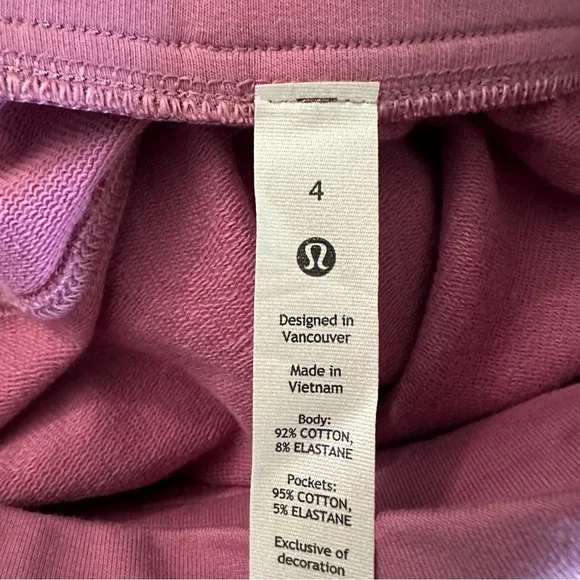 4
Designed in
Vancouver
Made in
Vietnam
Body:
92% COTTON,
8% ELASTANE
Pockets:
95% COTTON,
5% ELASTANE
Exclusive of
decoration